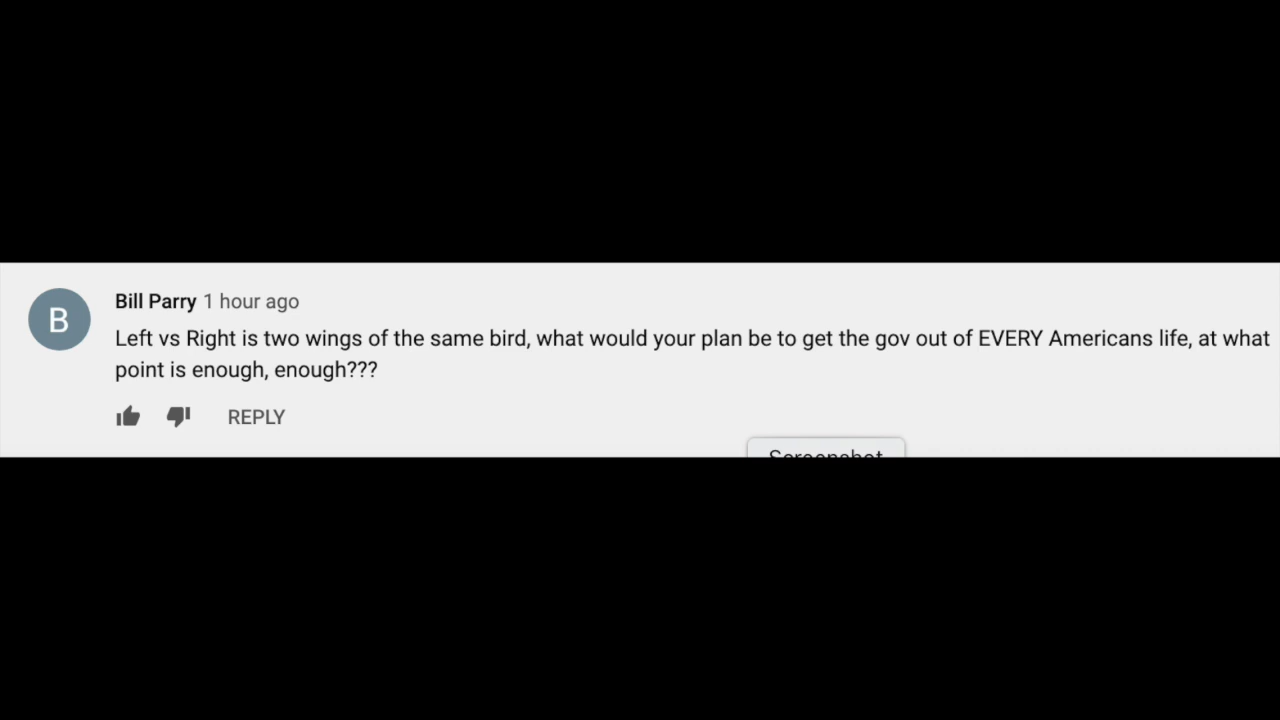 B
Bill Parry 1 hour ago
Left vs Right is two wings of the same bird, what would your plan be to get the gov out of EVERY Americans life, at what
point is enough, enough???
REPLY
Screenshot